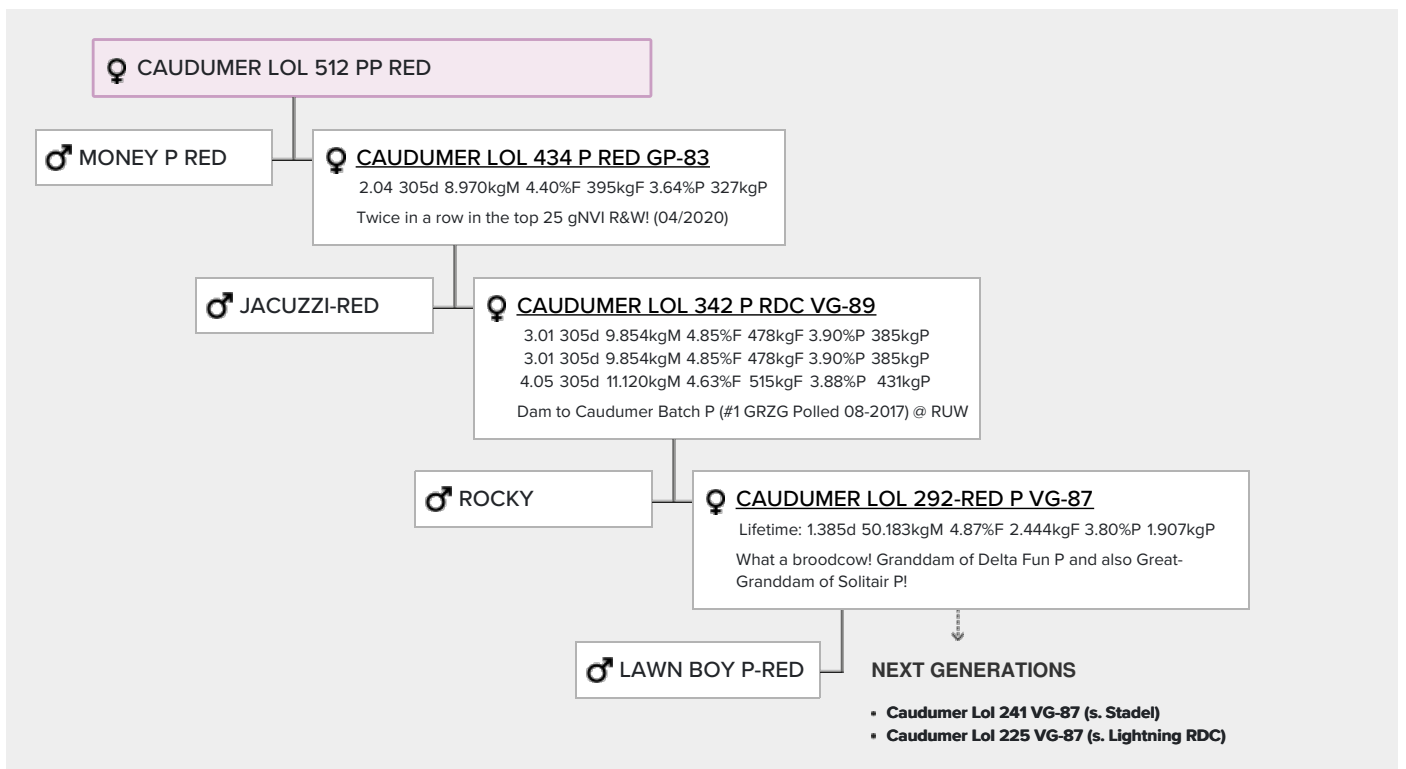 CAUDUMER LOL 512 PP RED
MONEY P RED
CAUDUMER LOL 434 P RED GP-83
2.04 305d 8.970kgM 4.40%F 395kgF 3.64%P 327kgP
Twice in a row in the top 25 gNVI R&W! (04/2020)
JACUZZI-RED
CAUDUMER LOL 342 P RDC VG-89
3.01 305d 9.854kgM 4.85%F 478kgF 3.90%P 385kgP
3.01 305d 9.854kgM 4.85%F 478kgF 3.90%P 385kgP
4.05 305d 11.120kgM 4.63%F 515kgF 3.88%P 431kgP
Dam to Caudumer Batch P (#1 GRZG Polled 08-2017) @ RUW
ROCKY
CAUDUMER LOL 292-RED P VG-87
Lifetime: 1.385d 50.183kgM 4.87%F 2.444kgF 3.80%P 1.907kgP
What a broodcow! Granddam of Delta Fun P and also Great-
Granddam of Solitair P!
LAWN BOY P-RED
NEXT GENERATIONS
Caudumer Lol 241 VG-87 (s. Stadel)
Caudumer Lol 225 VG-87 (s. Lightning RDC)